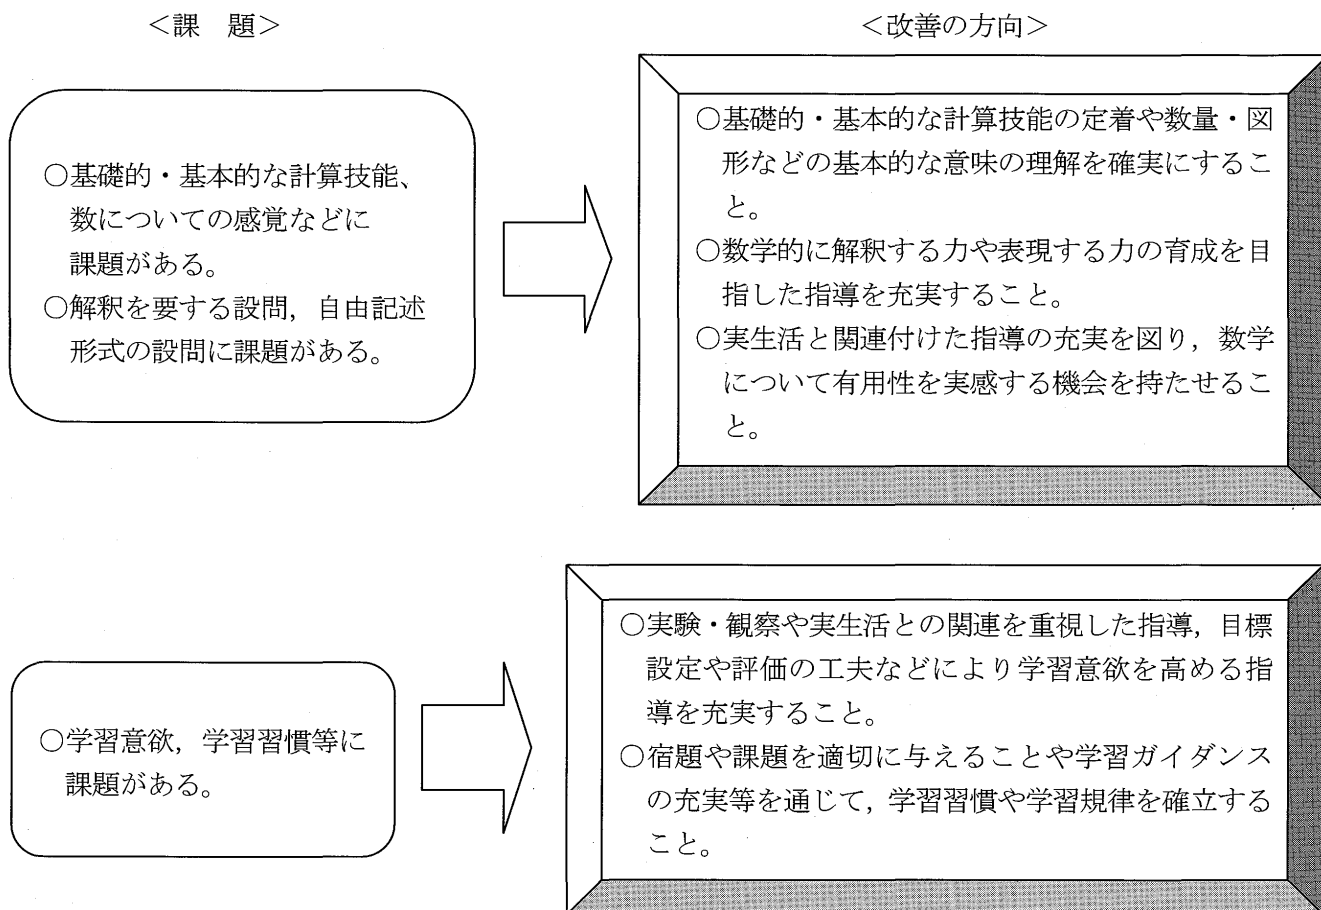 ＜課　題＞
＜改善の方向＞
○基礎的・基本的な計算技能、
数についての感覚などに
課題がある。
○解釈を要する設問，自由記述
形式の設問に課題がある。
○基礎的・基本的な計算技能の定着や数量・図
形などの基本的な意味の理解を確実にするこ
と。
○数学的に解釈する力や表現する力の育成を目
指した指導を充実すること。
○実生活と関連付けた指導の充実を図り，数学
について有用性を実感する機会を持たせるこ
と。
○学習意欲，学習習慣等に
課題がある。
○実験・観察や実生活との関連を重視した指導，目標
設定や評価の工夫などにより学習意欲を高める指
導を充実すること。
○宿題や課題を適切に与えることや学習ガイダンス
の充実等を通じて，学習習慣や学習規律を確立する
こと。